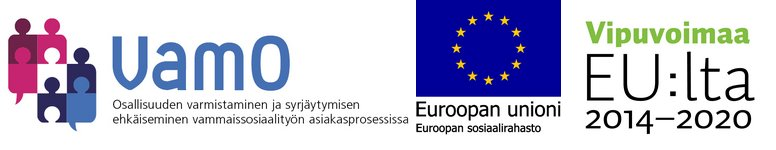 VamO
Osallisuuden varmistaminen ja syrjäytymisen
ehkäiseminen vammaissosiaalityön asiakasprosessissa
Euroopan unioni
Euroopan sosiaalirahasto
Vipuvoimaa
EU:lta
2014–2020